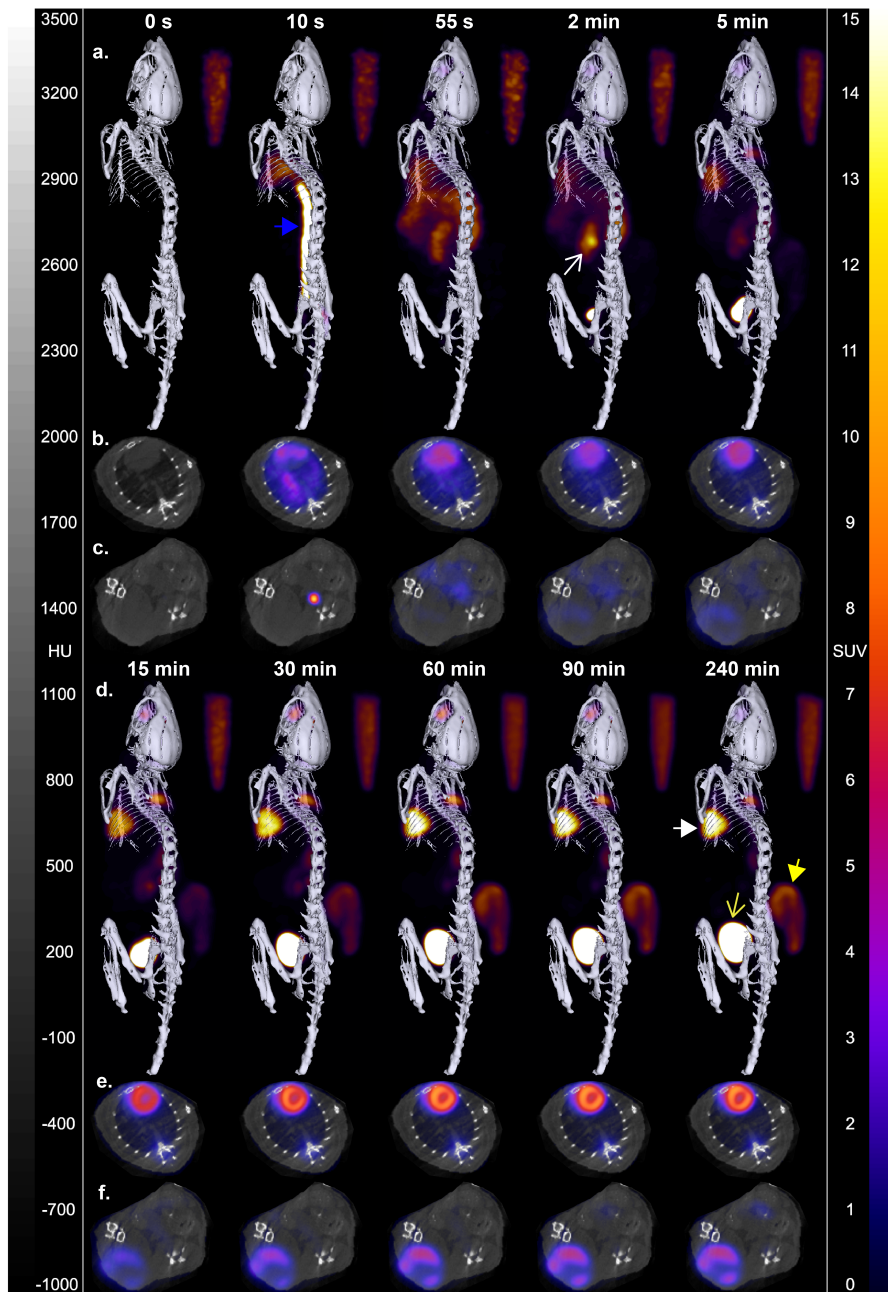 3500 0 s 10 s 55 s 2 min 5 min 15
a.
3200 14
2900 13
2600 12
2300 11
2000 b. 10
1700 9
c.
1400 8
HU SUV
15 min 30 min 60 min 90 min 240 min
1100 d. 7
800 6
500 5
200 4
-100 3
e.
-400 2
f.
-700 1
-1000 0